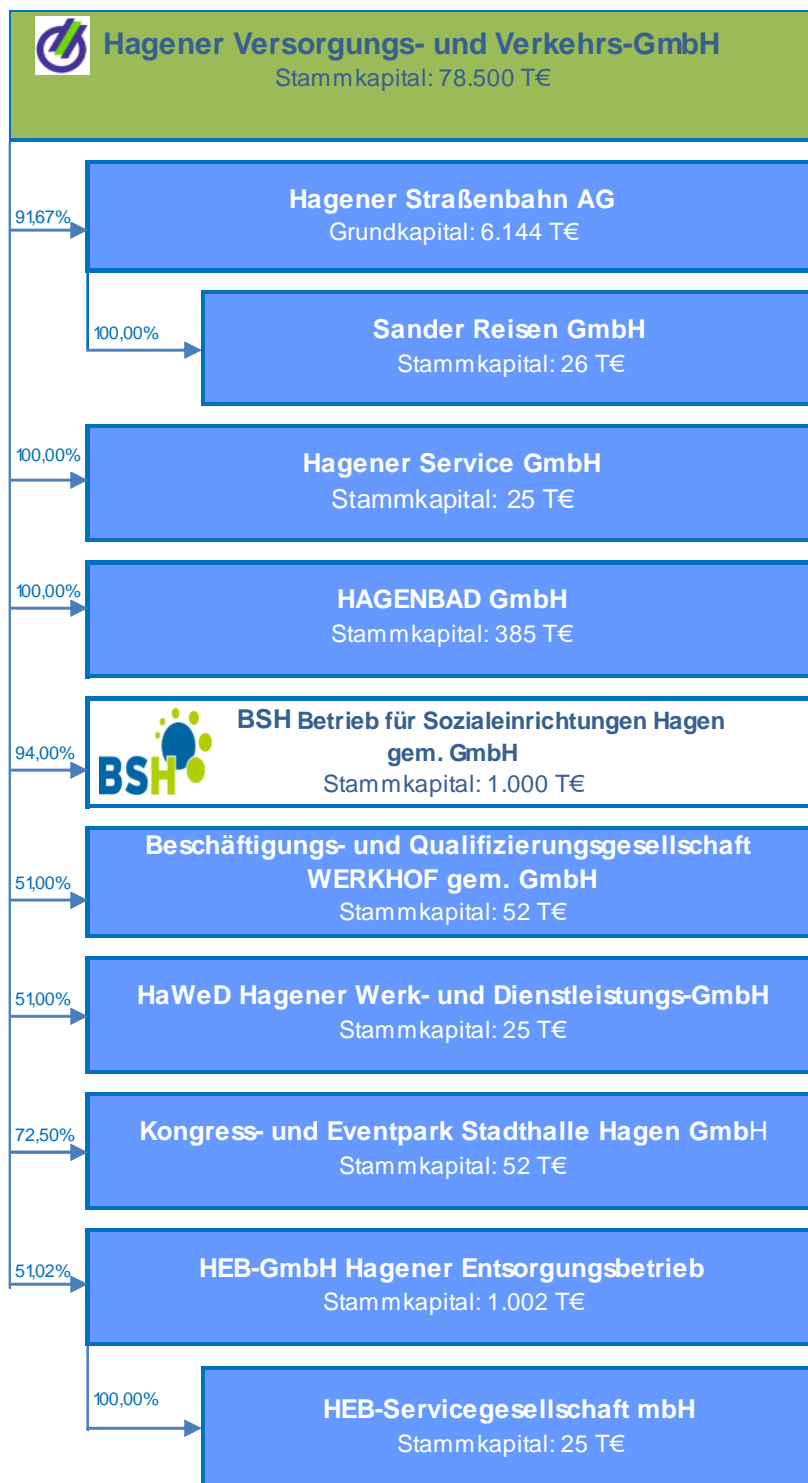 Hagener Versorgungs- und Verkehrs-GmbH
Stammkapital: 78.500 T€
91,67%
Hagener Straßenbahn AG
Grundkapital: 6.144 T€
100,00%
Sander Reisen GmbH
Stammkapital: 26 T€
100,00%
Hagener Service GmbH
Stammkapital: 25 T€
100,00%
HAGENBAD GmbH
Stammkapital: 385 T€
94,00%
BSH
BSH Betrieb für Sozialeinrichtungen Hagen
gem. GmbH
Stammkapital: 1.000 T€
51,00%
Beschäftigungs- und Qualifizierungsgesellschaft
WERKHOF gem. GmbH
Stammkapital: 52 T€
51,00%
HaWeD Hagener Werk- und Dienstleistungs-GmbH
Stammkapital: 25 T€
72,50%
Kongress- und Eventpark Stadthalle Hagen GmbH
Stammkapital: 52 T€
51,02%
HEB-GmbH Hagener Entsorgungsbetrieb
Stammkapital: 1.002 T€
100,00%
HEB-Servicegesellschaft mbH
Stammkapital: 25 T€